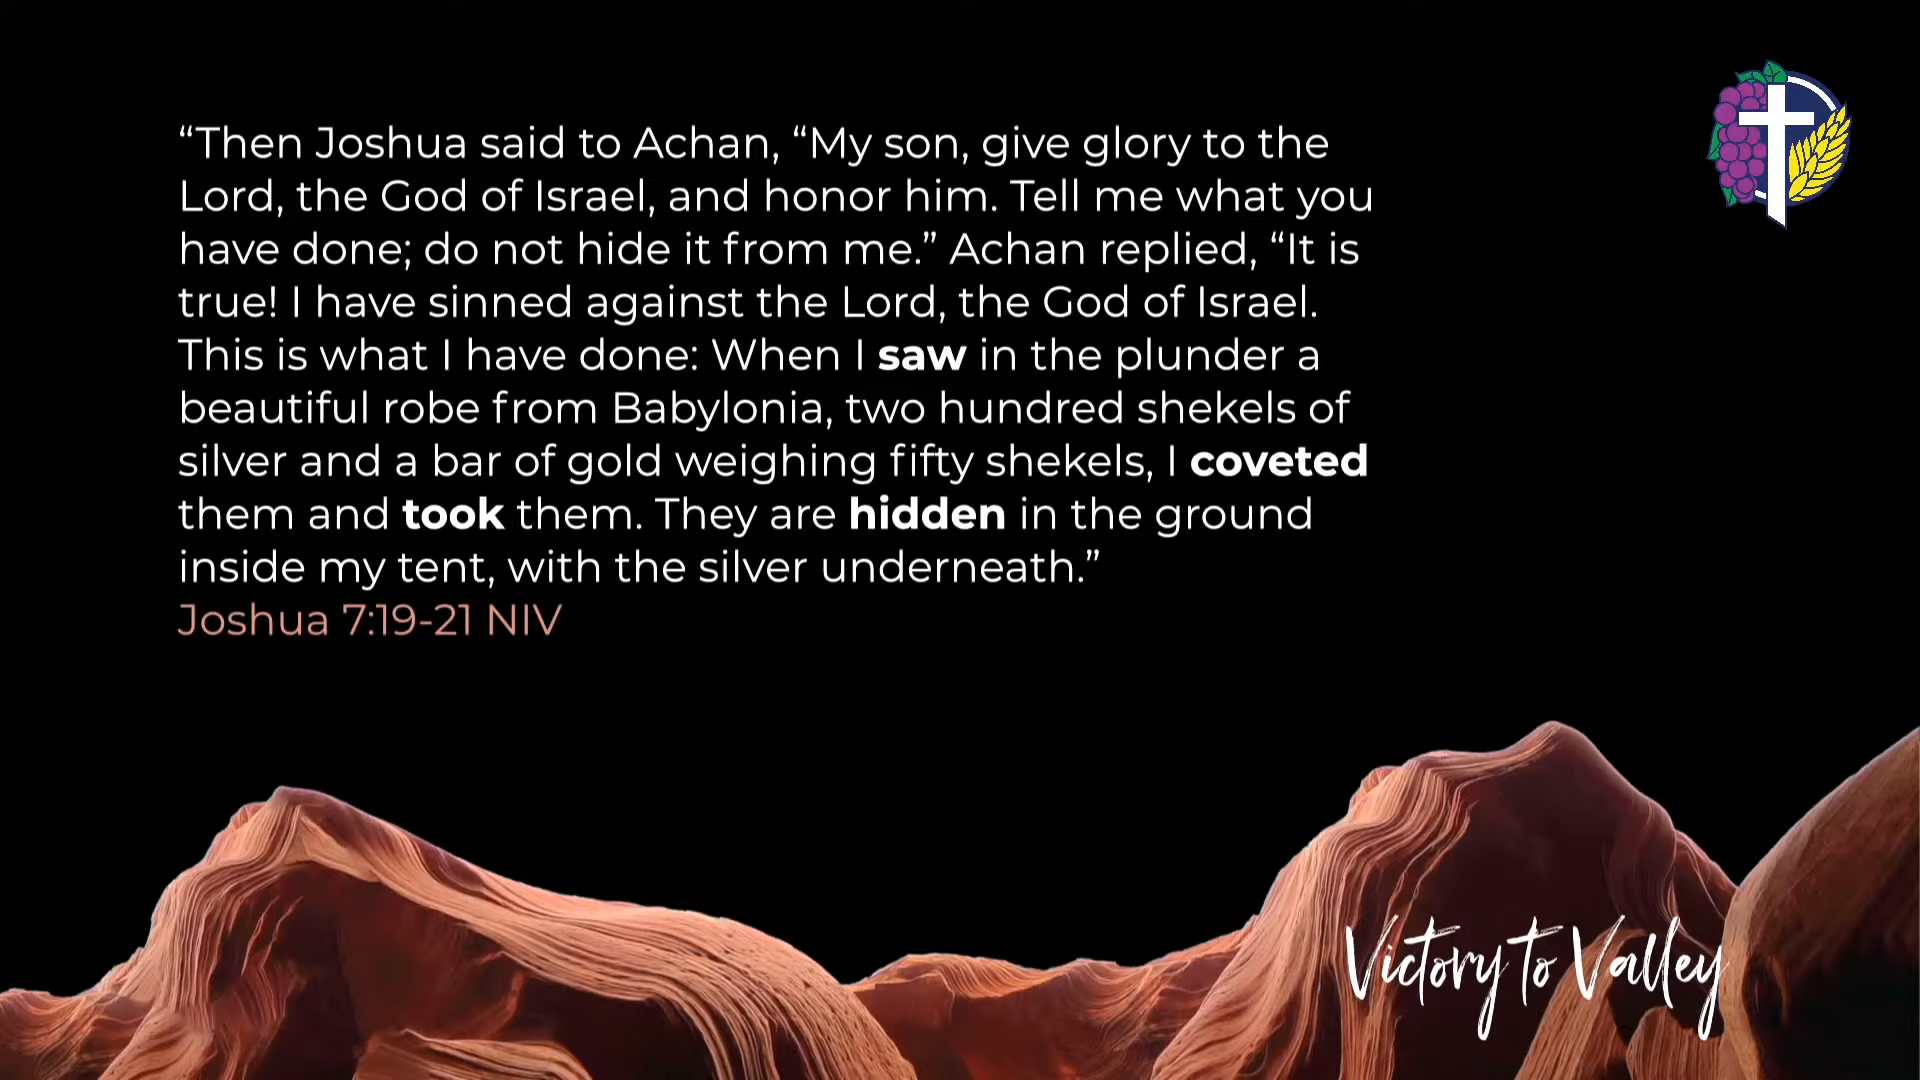 “Then Joshua said to Achan, “My son, give glory to the
Lord, the God of Israel, and honor him. Tell me what you
have done; do not hide it from me.” Achan replied, “It is
true! I have sinned against the Lord, the God of Israel.
This is what I have done: When I saw in the plunder a
beautiful robe from Babylonia, two hundred shekels of
silver and a bar of gold weighing fifty shekels, I coveted
them and took them. They are hidden in the ground
inside my tent, with the silver underneath.”
Joshua 7:19-21 NIV
Victory to Valley